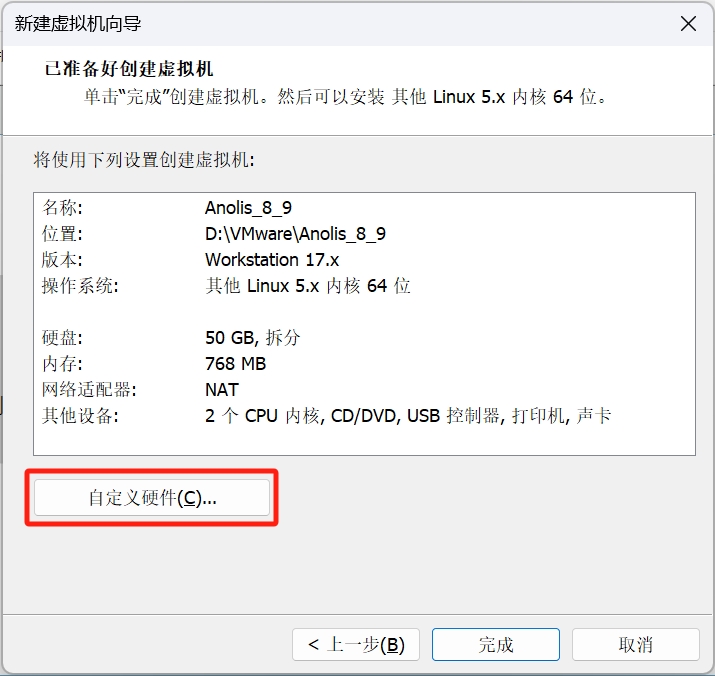 新建虚拟机向导
已准备好创建虚拟机
单击“完成”创建虚拟机。然后可以安装 其他 Linux 5.x 内核 64 位。
将使用下列设置创建虚拟机:
名称: Anolis_8_9
位置: D:\VMware\Anolis_8_9
版本: Workstation 17.x
操作系统: 其他 Linux 5.x 内核 64 位
硬盘: 50 GB, 拆分
内存: 768 MB
网络适配器: NAT
其他设备: 2 个 CPU 内核, CD/DVD, USB 控制器, 打印机, 声卡
自定义硬件(C)...
< 上一步(B) 完成 取消